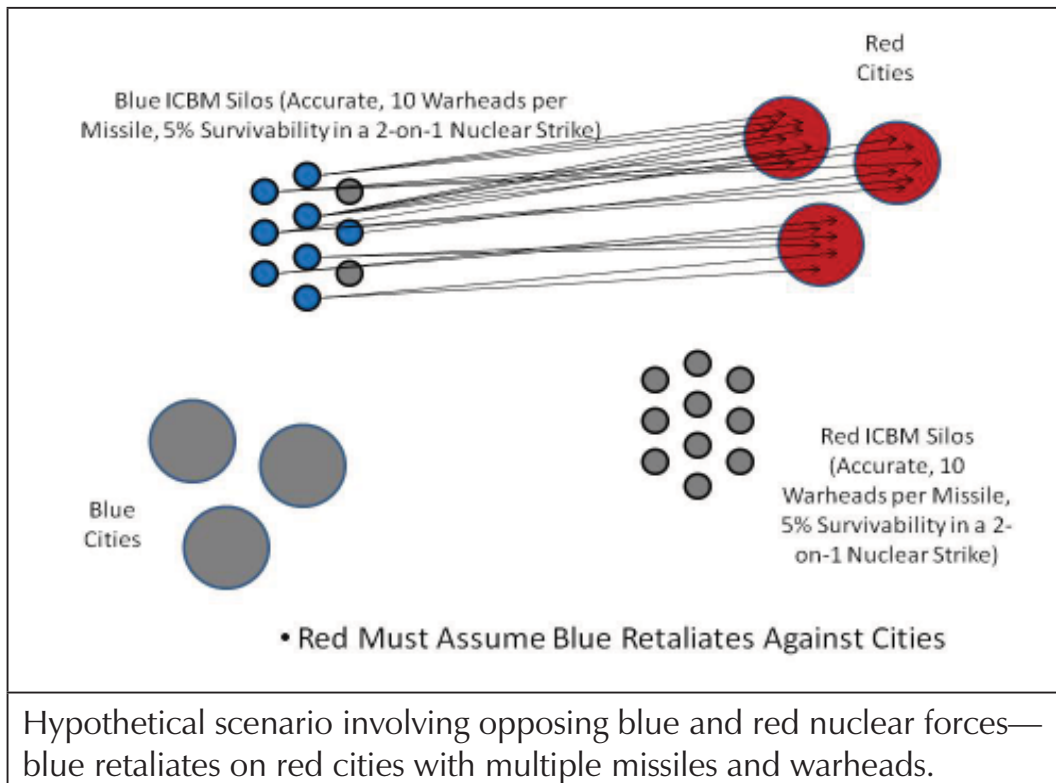 Red
Cities
Blue ICBM Silos (Accurate, 10 Warheads per
Missile, 5% Survivability in a 2-on-1 Nuclear Strike)
Blue
Cities
Red ICBM Silos
(Accurate, 10
Warheads per Missile,
5% Survivability in a 2-
on-1 Nuclear Strike)
• Red Must Assume Blue Retaliates Against Cities
Hypothetical scenario involving opposing blue and red nuclear forces—
blue retaliates on red cities with multiple missiles and warheads.